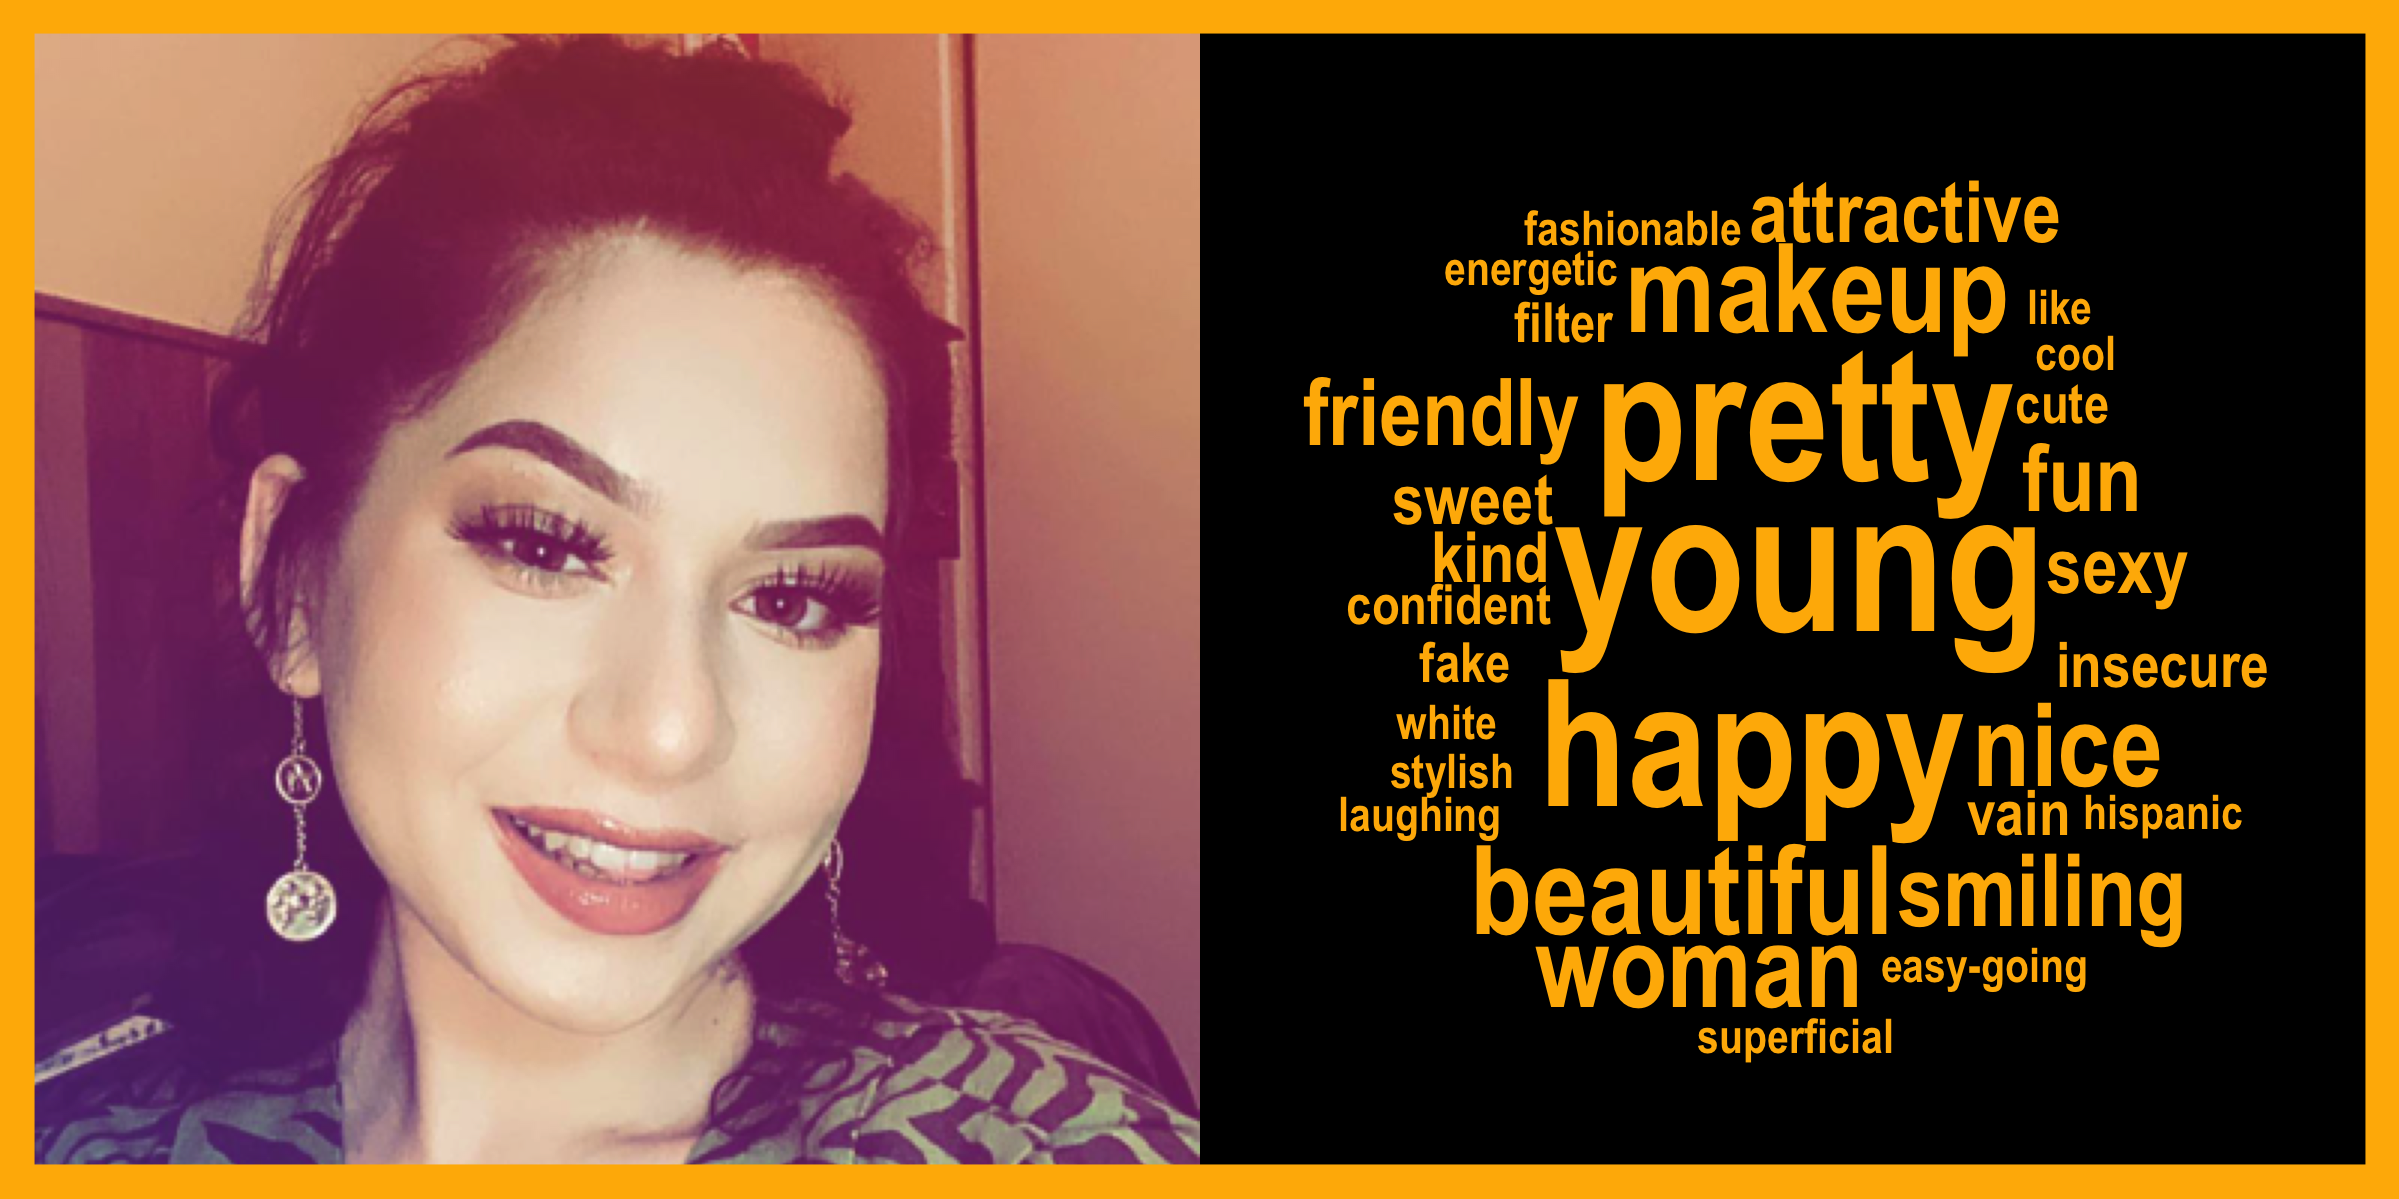 fashionable attractive
energetic makeup like
filter cool
friendly pretty cute
sweet fun
kind young sexy
confident
fake insecure
white happy nice
stylish
laughing vain hispanic
beautiful smiling
woman easy-going
superficial